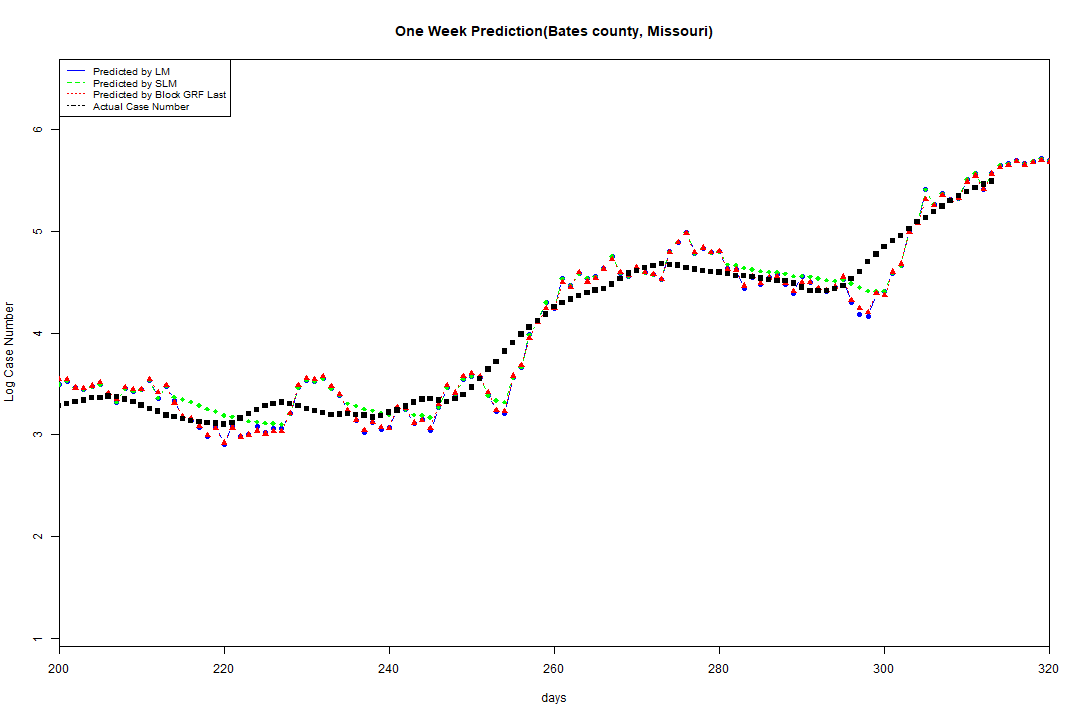 One Week Prediction(Bates county, Missouri)
Predicted by LM
Predicted by SLM
Predicted by Block GRF Last
Actual Case Number
6
5
4
3
2
1
Log Case Number
200 220 240 260 280 300 320
days